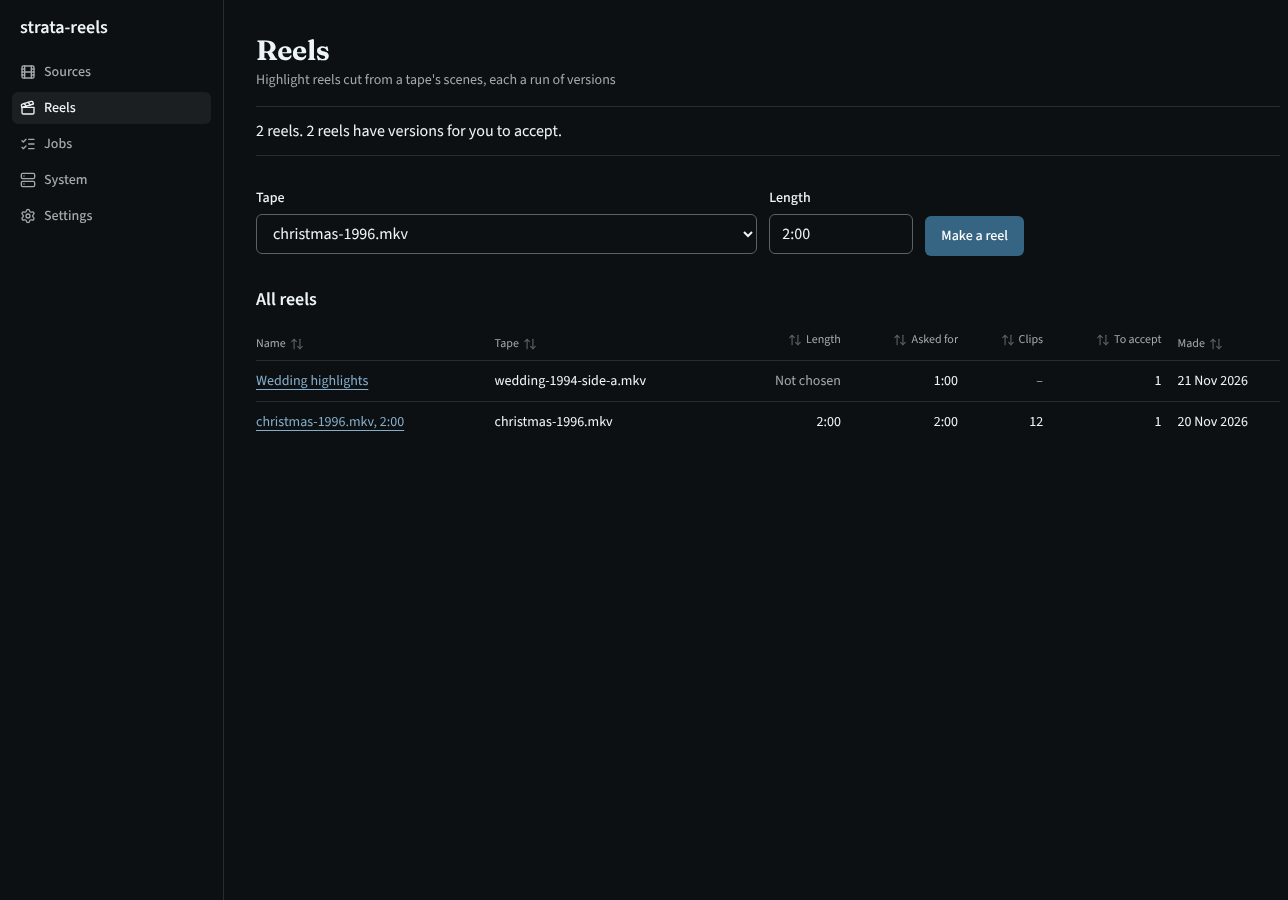 strata-reels
Sources
Reels
Jobs
System
Settings
Reels
Highlight reels cut from a tape's scenes, each a run of versions
2 reels. 2 reels have versions for you to accept.
Tape Length
christmas-1996.mkv 2:00 Make a reel
All reels
Name Tape Length Asked for Clips To accept Made
Wedding highlights wedding-1994-side-a.mkv Not chosen 1:00 – 1 21 Nov 2026
christmas-1996.mkv, 2:00 christmas-1996.mkv 2:00 2:00 12 1 20 Nov 2026